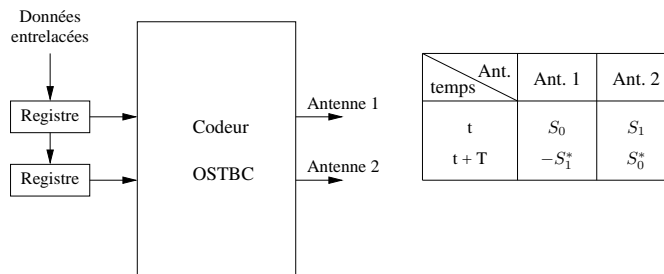 Données
entrelacées
Registre
Registre
Codeur
OSTBC
Antenne 1
Antenne 2
Ant.
temps
Ant. 1
Ant. 2
t
S₀
S₁
t + T
−S₁*
S₀*